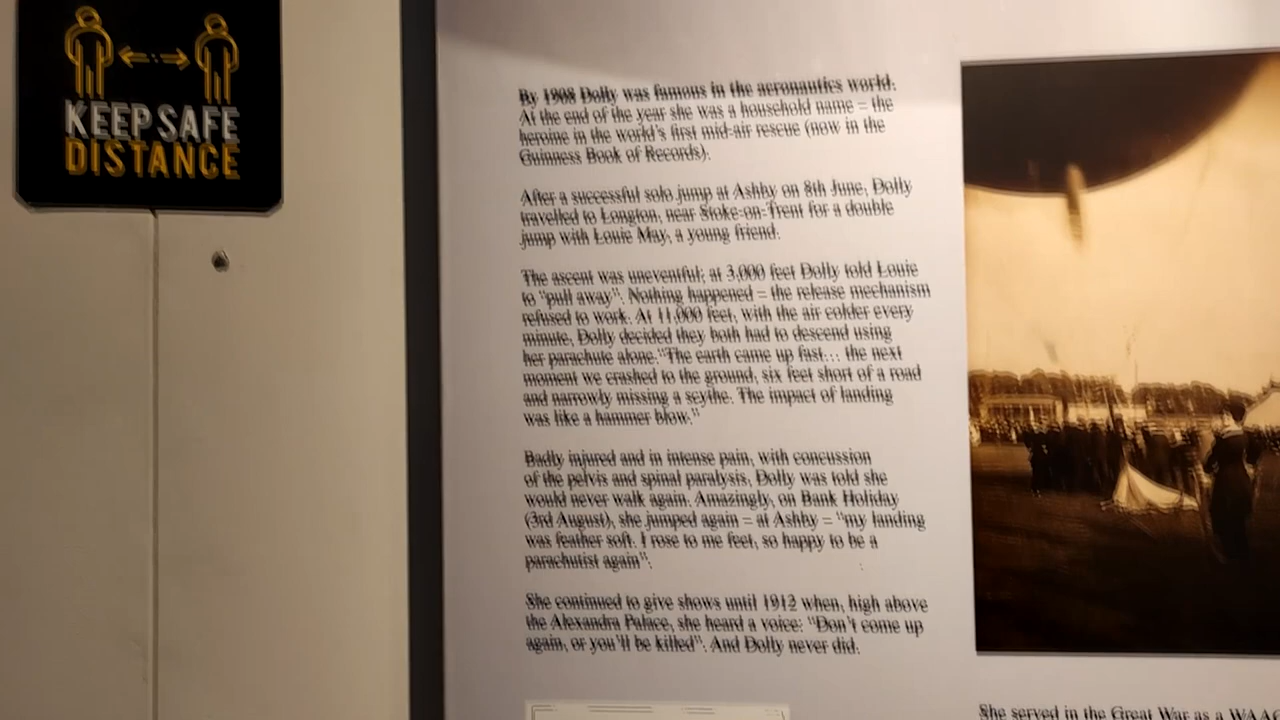 KEEP SAFE
DISTANCE
By 1908 Dolly was famous in the aeronautics world.
At the end of the year she was a household name – the
heroine in the world's first mid-air rescue (now in the
Guinness Book of Records).
After a successful solo jump at Ashby on 8th June, Dolly
travelled to Longton, near Stoke-on-Trent for a double
jump with Louie May, a young friend.
The ascent was uneventful; at 3,000 feet Dolly told Louie
to "pull away". Nothing happened – the release mechanism
refused to work. At 11,000 feet, with the air colder every
minute, Dolly decided they both had to descend using
her parachute alone."The earth came up fast... the next
moment we crashed to the ground, six feet short of a road
and narrowly missing a scythe. The impact of landing
was like a hammer blow."
Badly injured and in intense pain, with concussion
of the pelvis and spinal paralysis, Dolly was told she
would never walk again. Amazingly, on Bank Holiday
(3rd August), she jumped again – at Ashby – "my landing
was feather soft. I rose to me feet, so happy to be a
parachutist again".
She continued to give shows until 1912 when, high above
the Alexandra Palace, she heard a voice: "Don't come up
again, or you'll be killed". And Dolly never did.
She served in the Great War as a WAAC